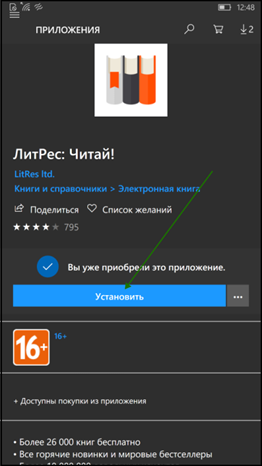 12:48
ПРИЛОЖЕНИЯ
2
ЛитРес: Читай!
LitRes ltd.
Книги и справочники > Электронная книга
Поделиться Список желаний
795
Вы уже приобрели это приложение.
Установить
16+ 16+
+ Доступны покупки из приложения
• Более 26 000 книг бесплатно
• Все горячие новинки и мировые бестселлеры